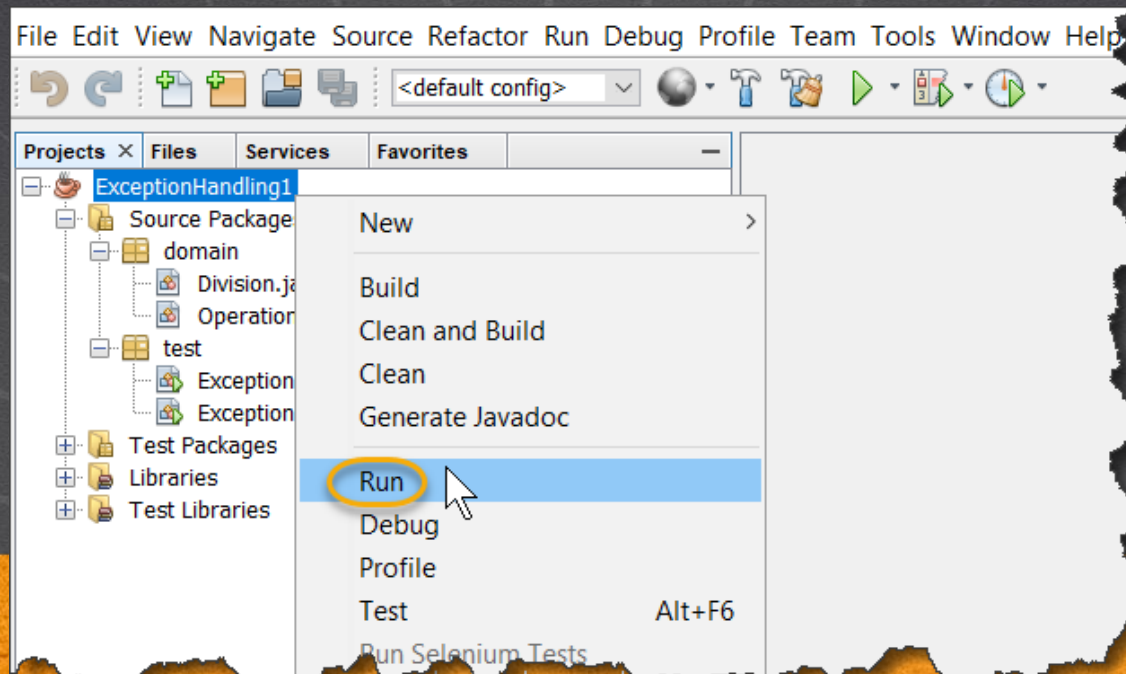 File Edit View Navigate Source Refactor Run Debug Profile Team Tools Window Help
<default config>
Projects Files Services Favorites
ExceptionHandling1
Source Package
domain
Division.ja
Operation
test
Exception
Exception
Test Packages
Libraries
Test Libraries
New
Build
Clean and Build
Clean
Generate Javadoc
Run
Debug
Profile
Test Alt+F6
Run Selenium Tests